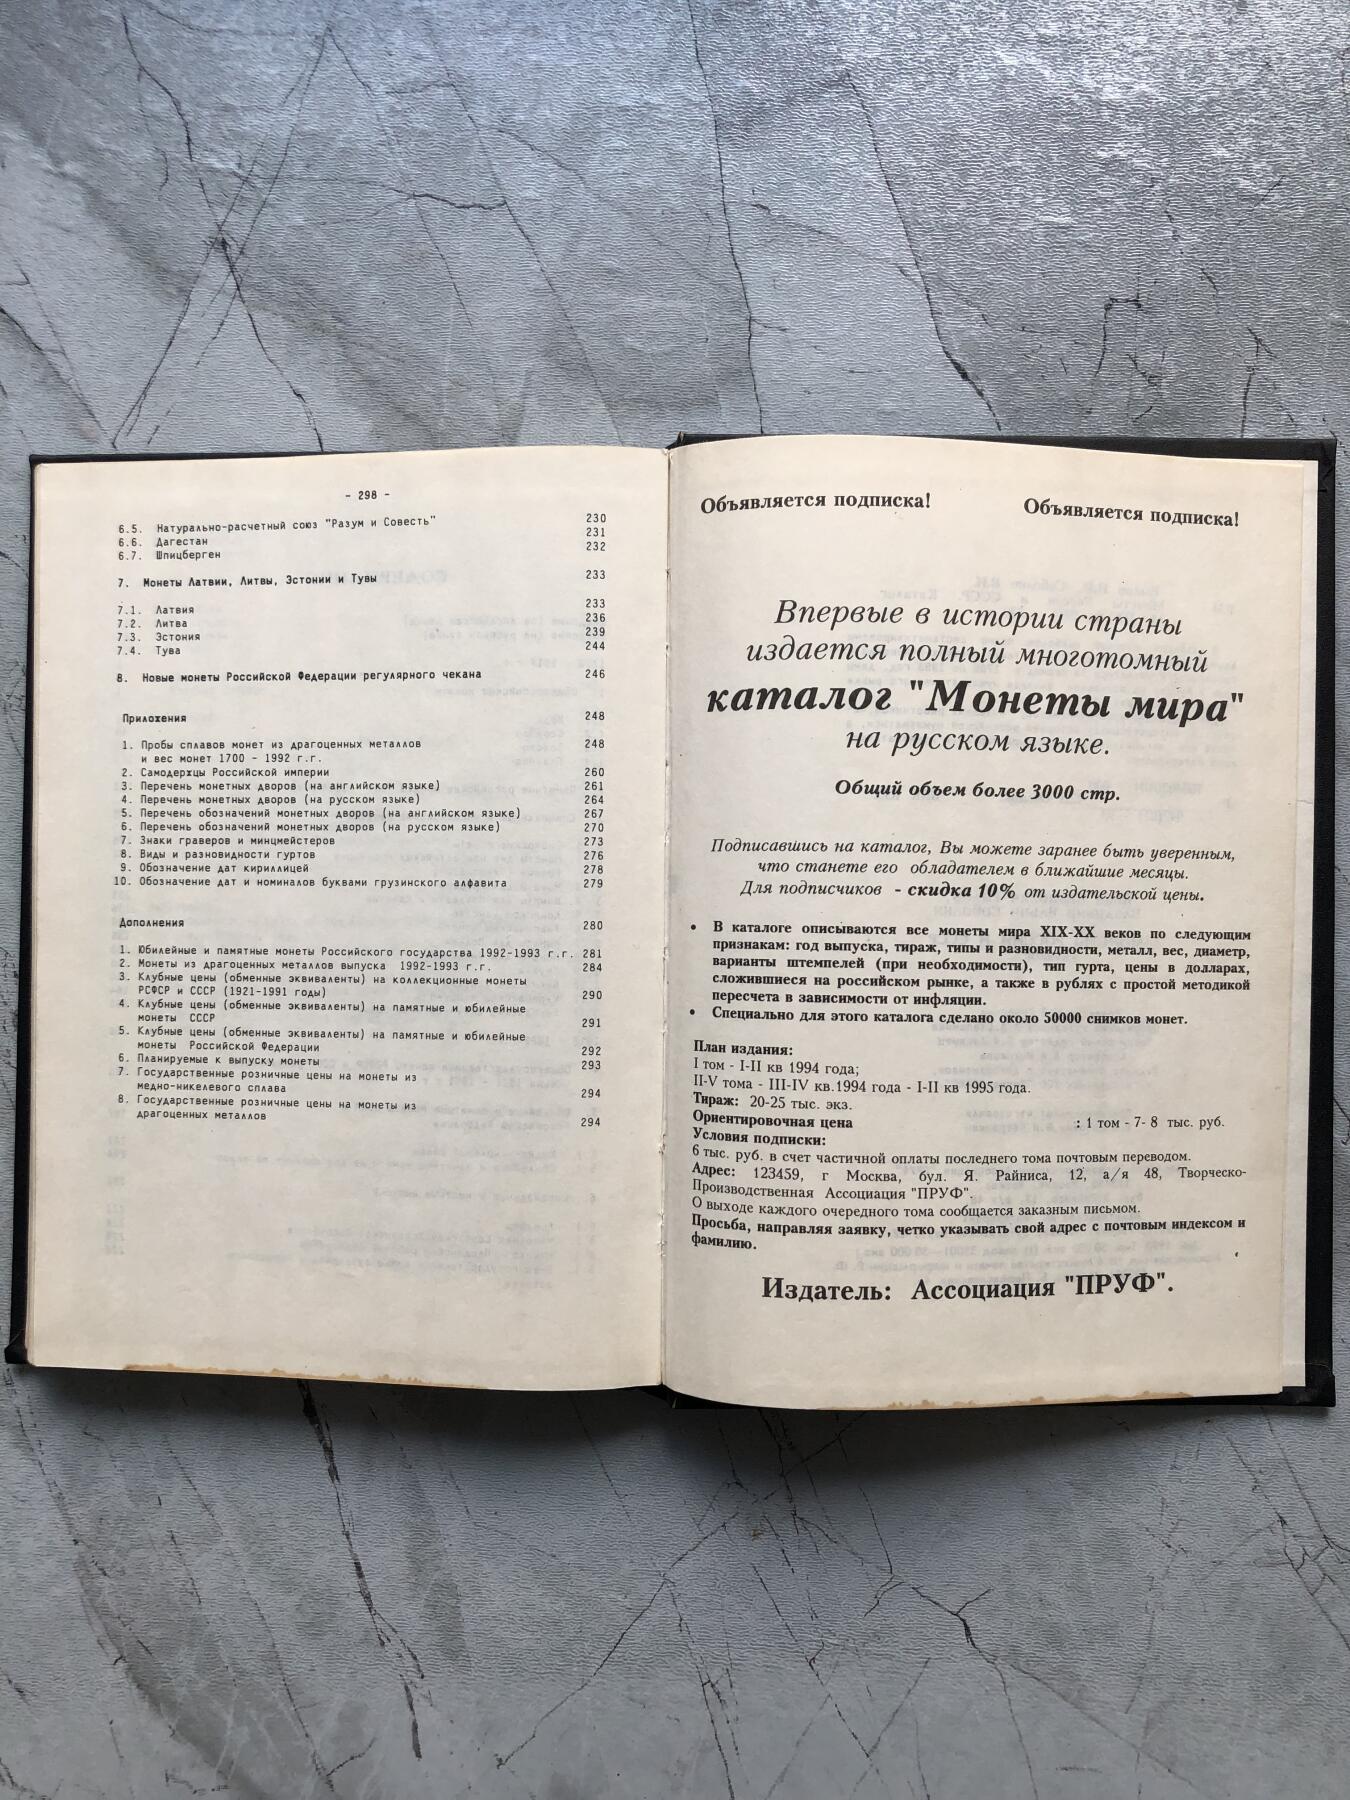 - 298 -
6.5. Натурально-расчетный союз "Разум и Совесть" 230
6.6. Дагестан 231
6.7. Шпицберген 232
7. Монеты Латвии, Литвы, Эстонии и Тувы 233
7.1. Латвия 233
7.2. Литва 236
7.3. Эстония 239
7.4. Тува 244
8. Новые монеты Российской Федерации регулярного чекана 246
Приложения 248
1. Пробы сплавов монет из драгоценных металлов 248
и вес монет 1700 - 1992 г.г.
2. Самодержцы Российской империи 260
3. Перечень монетных дворов (на английском языке) 261
4. Перечень монетных дворов (на русском языке) 264
5. Перечень обозначений монетных дворов (на английском языке) 267
6. Перечень обозначений монетных дворов (на русском языке) 270
7. Знаки граверов и минцмейстеров 273
8. Виды и разновидности гуртов 276
9. Обозначение дат кириллицей 278
10. Обозначение дат и номиналов буквами грузинского алфавита 279
Дополнения 280
1. Юбилейные и памятные монеты Российского государства 1992-1993 г.г. 281
2. Монеты из драгоценных металлов выпуска 1992-1993 г.г. 284
3. Клубные цены (обменные эквиваленты) на коллекционные монеты
РСФСР и СССР (1921-1991 годы) 290
4. Клубные цены (обменные эквиваленты) на памятные и юбилейные
монеты СССР 291
5. Клубные цены (обменные эквиваленты) на памятные и юбилейные
монеты Российской Федерации 292
6. Планируемые к выпуску монеты 293
7. Государственные розничные цены на монеты из
медно-никелевого сплава 294
8. Государственные розничные цены на монеты из
драгоценных металлов 294
Объявляется подписка! Объявляется подписка!
Впервые в истории страны
издается полный многотомный
каталог "Монеты мира"
на русском языке.
Общий объем более 3000 стр.
Подписавшись на каталог, Вы можете заранее быть уверенным,
что станете его обладателем в ближайшие месяцы.
Для подписчиков - скидка 10% от издательской цены.
• В каталоге описываются все монеты мира XIX-XX веков по следующим
признакам: год выпуска, тираж, типы и разновидности, металл, вес, диаметр,
варианты штемпелей (при необходимости), тип гурта, цены в долларах,
сложившиеся на российском рынке, а также в рублях с простой методикой
пересчета в зависимости от инфляции.
• Специально для этого каталога сделано около 50000 снимков монет.
План издания:
I том - I-II кв 1994 года;
II-V тома - III-IV кв.1994 года - I-II кв 1995 года.
Тираж: 20-25 тыс. экз.
Ориентировочная цена : 1 том - 7- 8 тыс. руб.
Условия подписки:
6 тыс. руб. в счет частичной оплаты последнего тома почтовым переводом.
Адрес: 123459, г Москва, бул. Я. Райниса, 12, а/я 48, Творческо-
Производственная Ассоциация "ПРУФ".
О выходе каждого очередного тома сообщается заказным письмом.
Просьба, направляя заявку, четко указывать свой адрес с почтовым индексом и
фамилию.
Издатель: Ассоциация "ПРУФ".